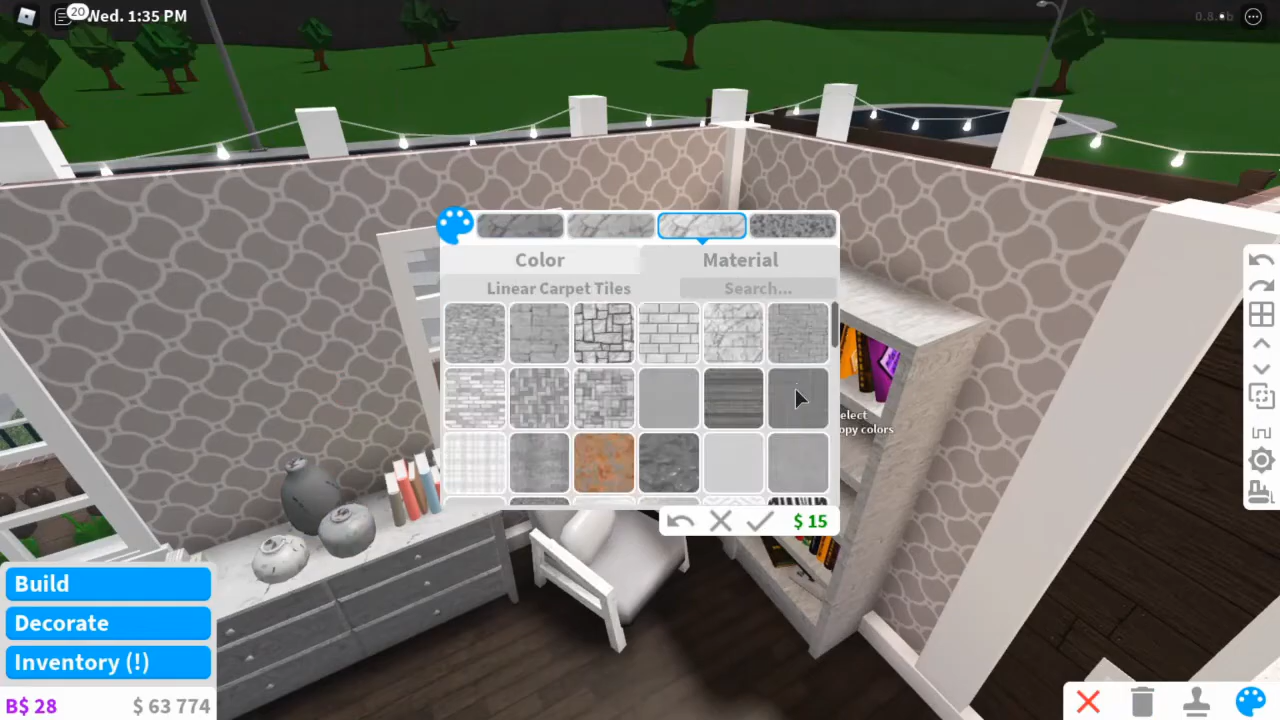 20
Wed. 1:35 PM
Color
Material
Linear Carpet Tiles
Search...
elect
opy colors
$ 15
Build
Decorate
Inventory (!)
B$ 28
$ 63 774